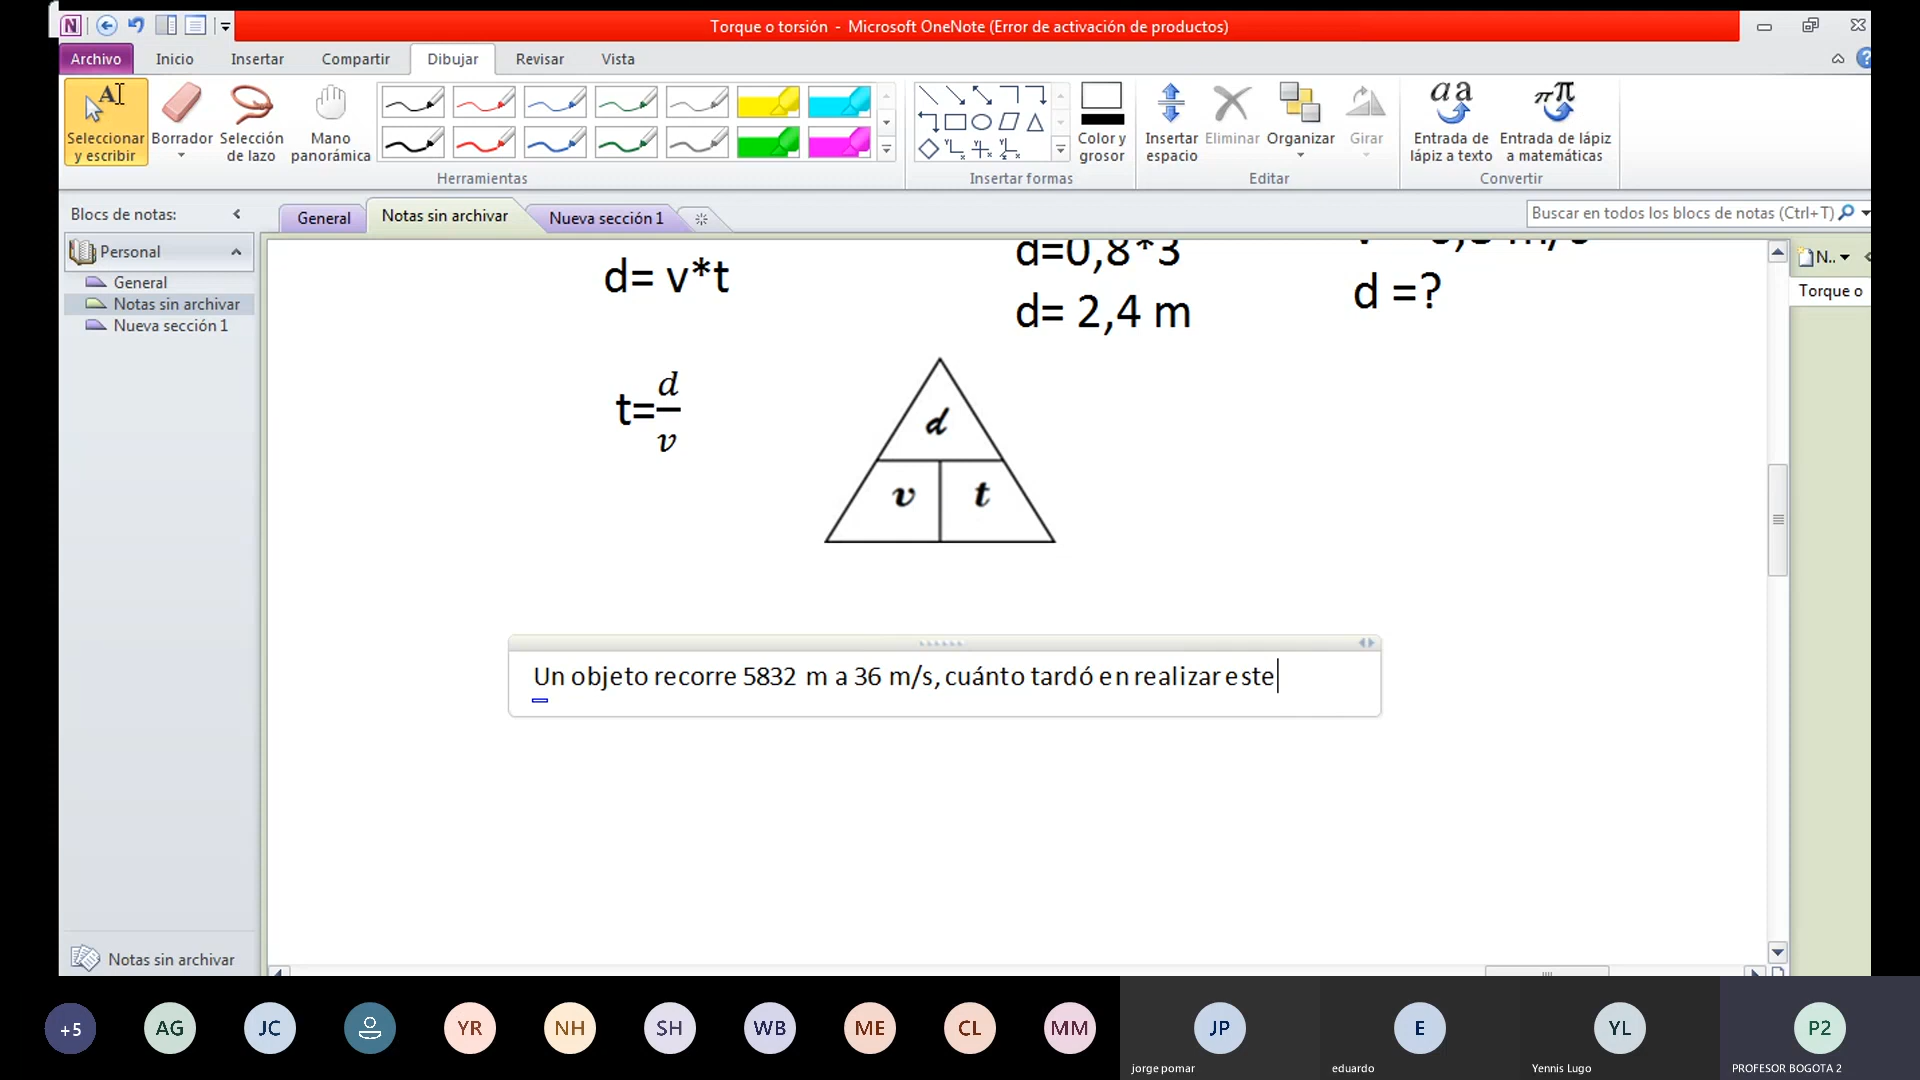 Torque o torsión - Microsoft OneNote (Error de activación de productos)
Archivo Inicio Insertar Compartir Dibujar Revisar Vista
Seleccionar y escribir
Borrador
Selección de lazo
Mano panorámica
Color y grosor
Insertar espacio
Eliminar
Organizar
Girar
Entrada de lápiz a texto
Entrada de lápiz a matemáticas
Herramientas Insertar formas Editar Convertir
Blocs de notas:
General Notas sin archivar Nueva sección 1
Buscar en todos los blocs de notas (Ctrl+T)
Personal
General
Notas sin archivar
Nueva sección 1
N..
Torque o
d= v*t
d=0,8*3
d= 2,4 m
d =?
t=d/v
d
v t
Un objeto recorre 5832 m a 36 m/s, cuánto tardó en realizar este
Notas sin archivar
+5 AG JC YR NH SH WB ME CL MM JP E YL P2
jorge pomar eduardo Yennis Lugo PROFESOR BOGOTA 2